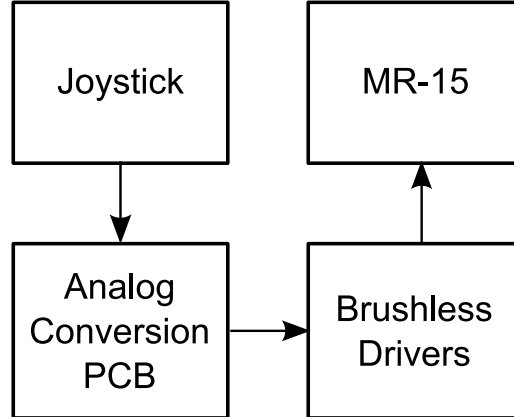 Joystick
MR-15
Analog
Conversion
PCB
Brushless
Drivers